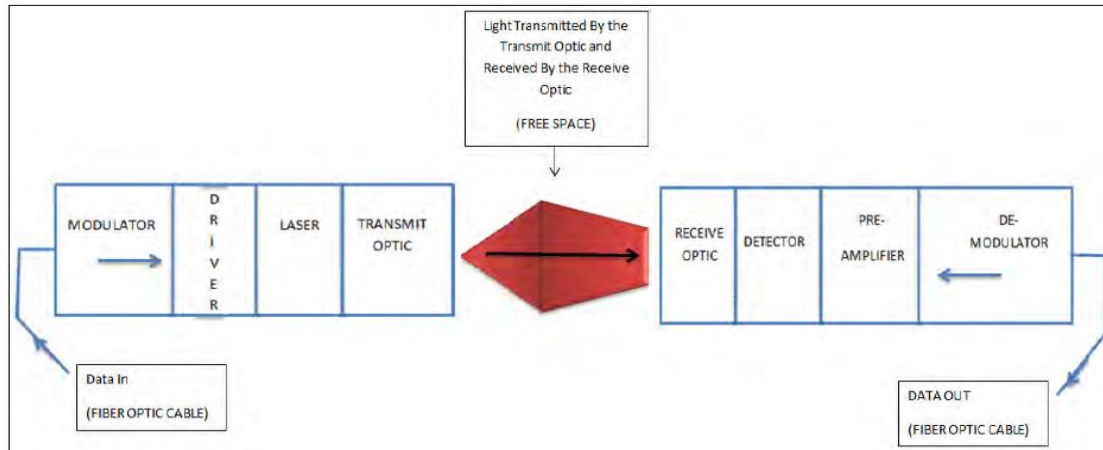 Light Transmitted By the
Transmit Optic and
Received By the Receive
Optic
(FREE SPACE)
MODULATOR
DRIVER
LASER
TRANSMIT
OPTIC
RECEIVE
OPTIC
DETECTOR
PRE-
AMPLIFIER
DE-
MODULATOR
Data In
(FIBER OPTIC CABLE)
DATA OUT
(FIBER OPTIC CABLE)